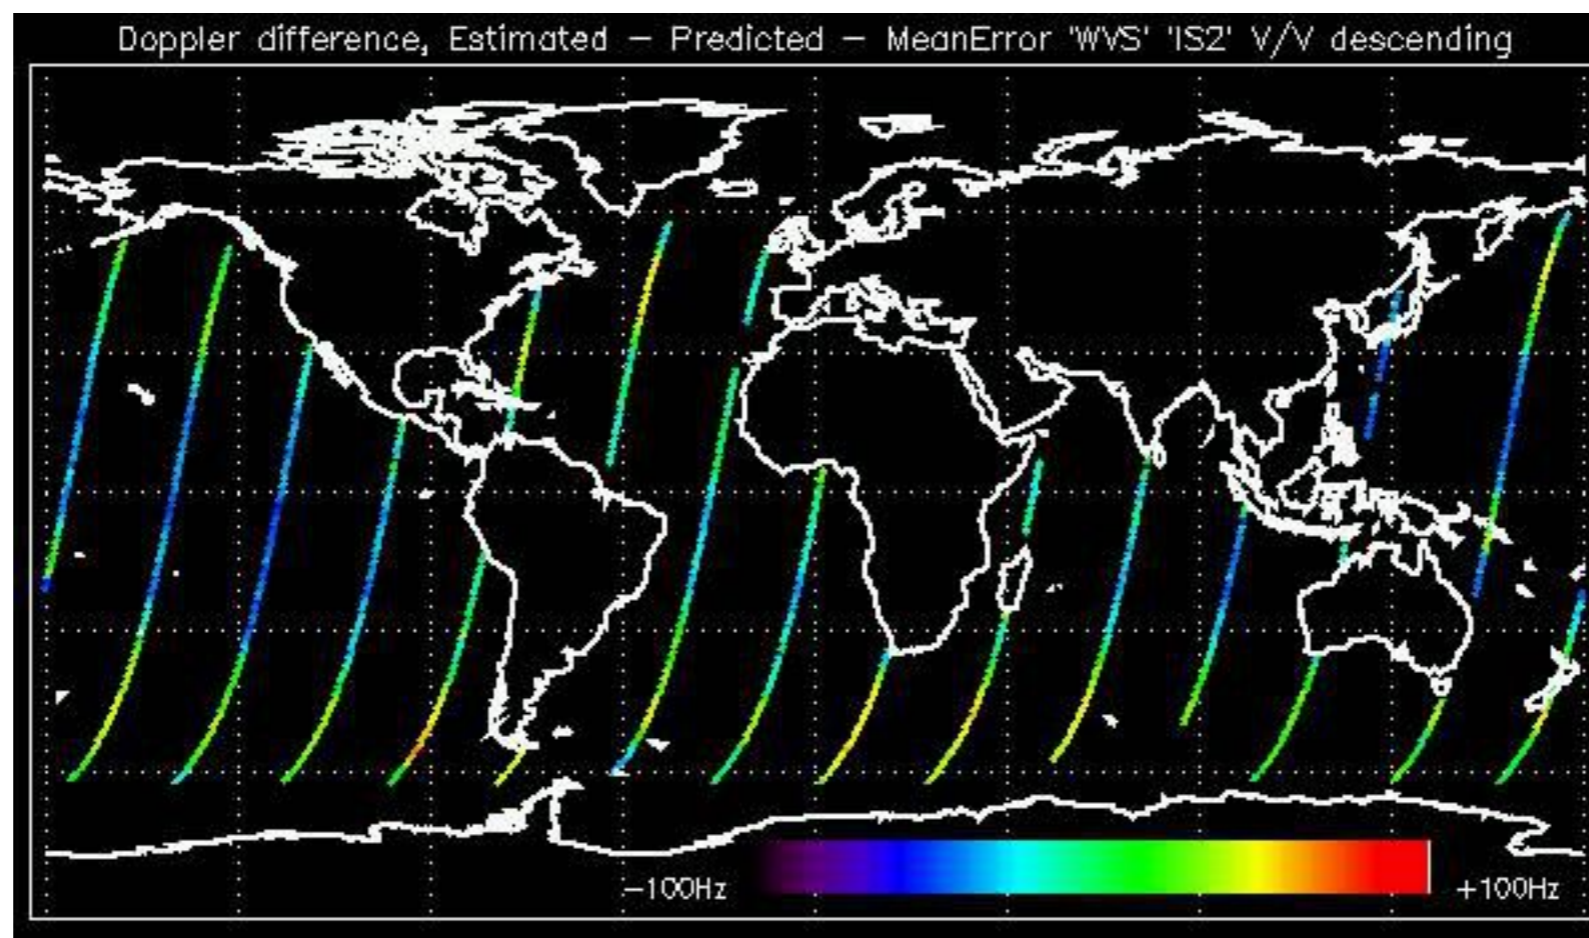 Doppler difference, Estimated – Predicted – MeanError 'WVS' 'IS2' V/V descending
–100Hz
+100Hz